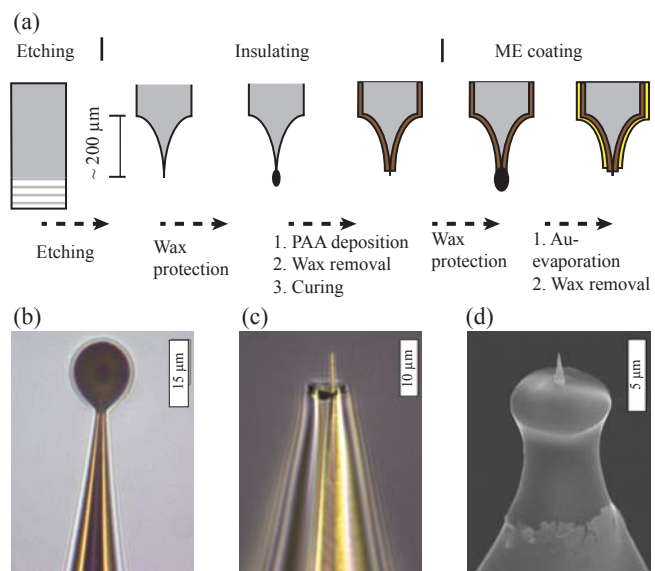 (a)
Etching
Insulating
ME coating
~ 200 µm
Etching
Wax
protection
1. PAA deposition
2. Wax removal
3. Curing
Wax
protection
1. Au-
evaporation
2. Wax removal
(b)
(c)
(d)
15 µm
10 µm
5 µm